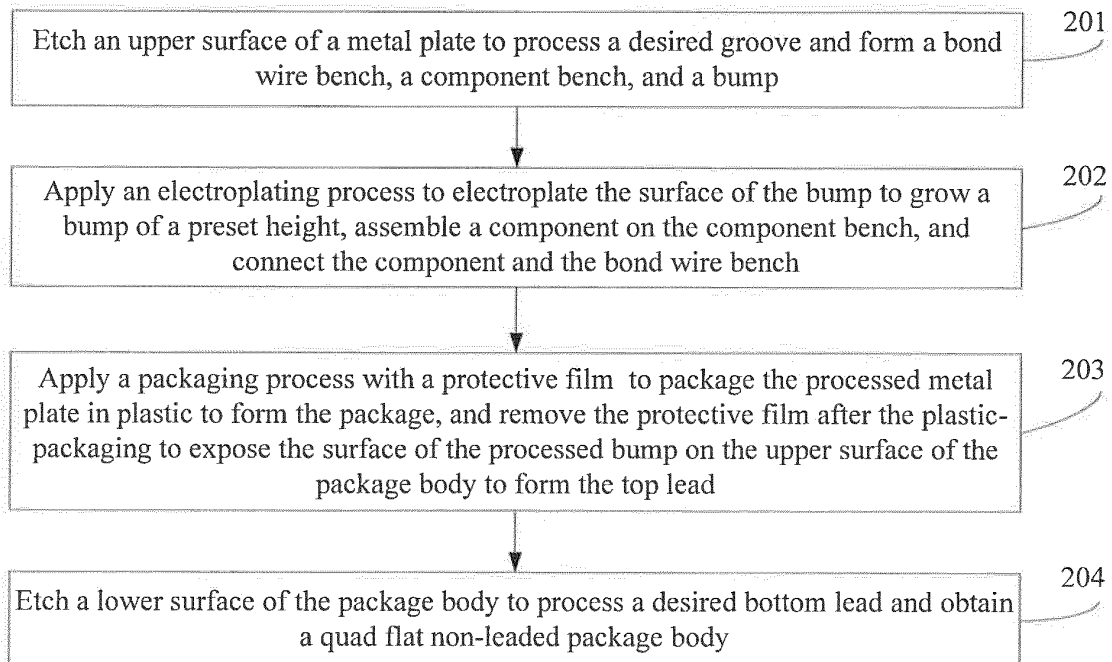 201
Etch an upper surface of a metal plate to process a desired groove and form a bond
wire bench, a component bench, and a bump
202
Apply an electroplating process to electroplate the surface of the bump to grow a
bump of a preset height, assemble a component on the component bench, and
connect the component and the bond wire bench
203
Apply a packaging process with a protective film to package the processed metal
plate in plastic to form the package, and remove the protective film after the plastic-
packaging to expose the surface of the processed bump on the upper surface of the
package body to form the top lead
204
Etch a lower surface of the package body to process a desired bottom lead and obtain
a quad flat non-leaded package body